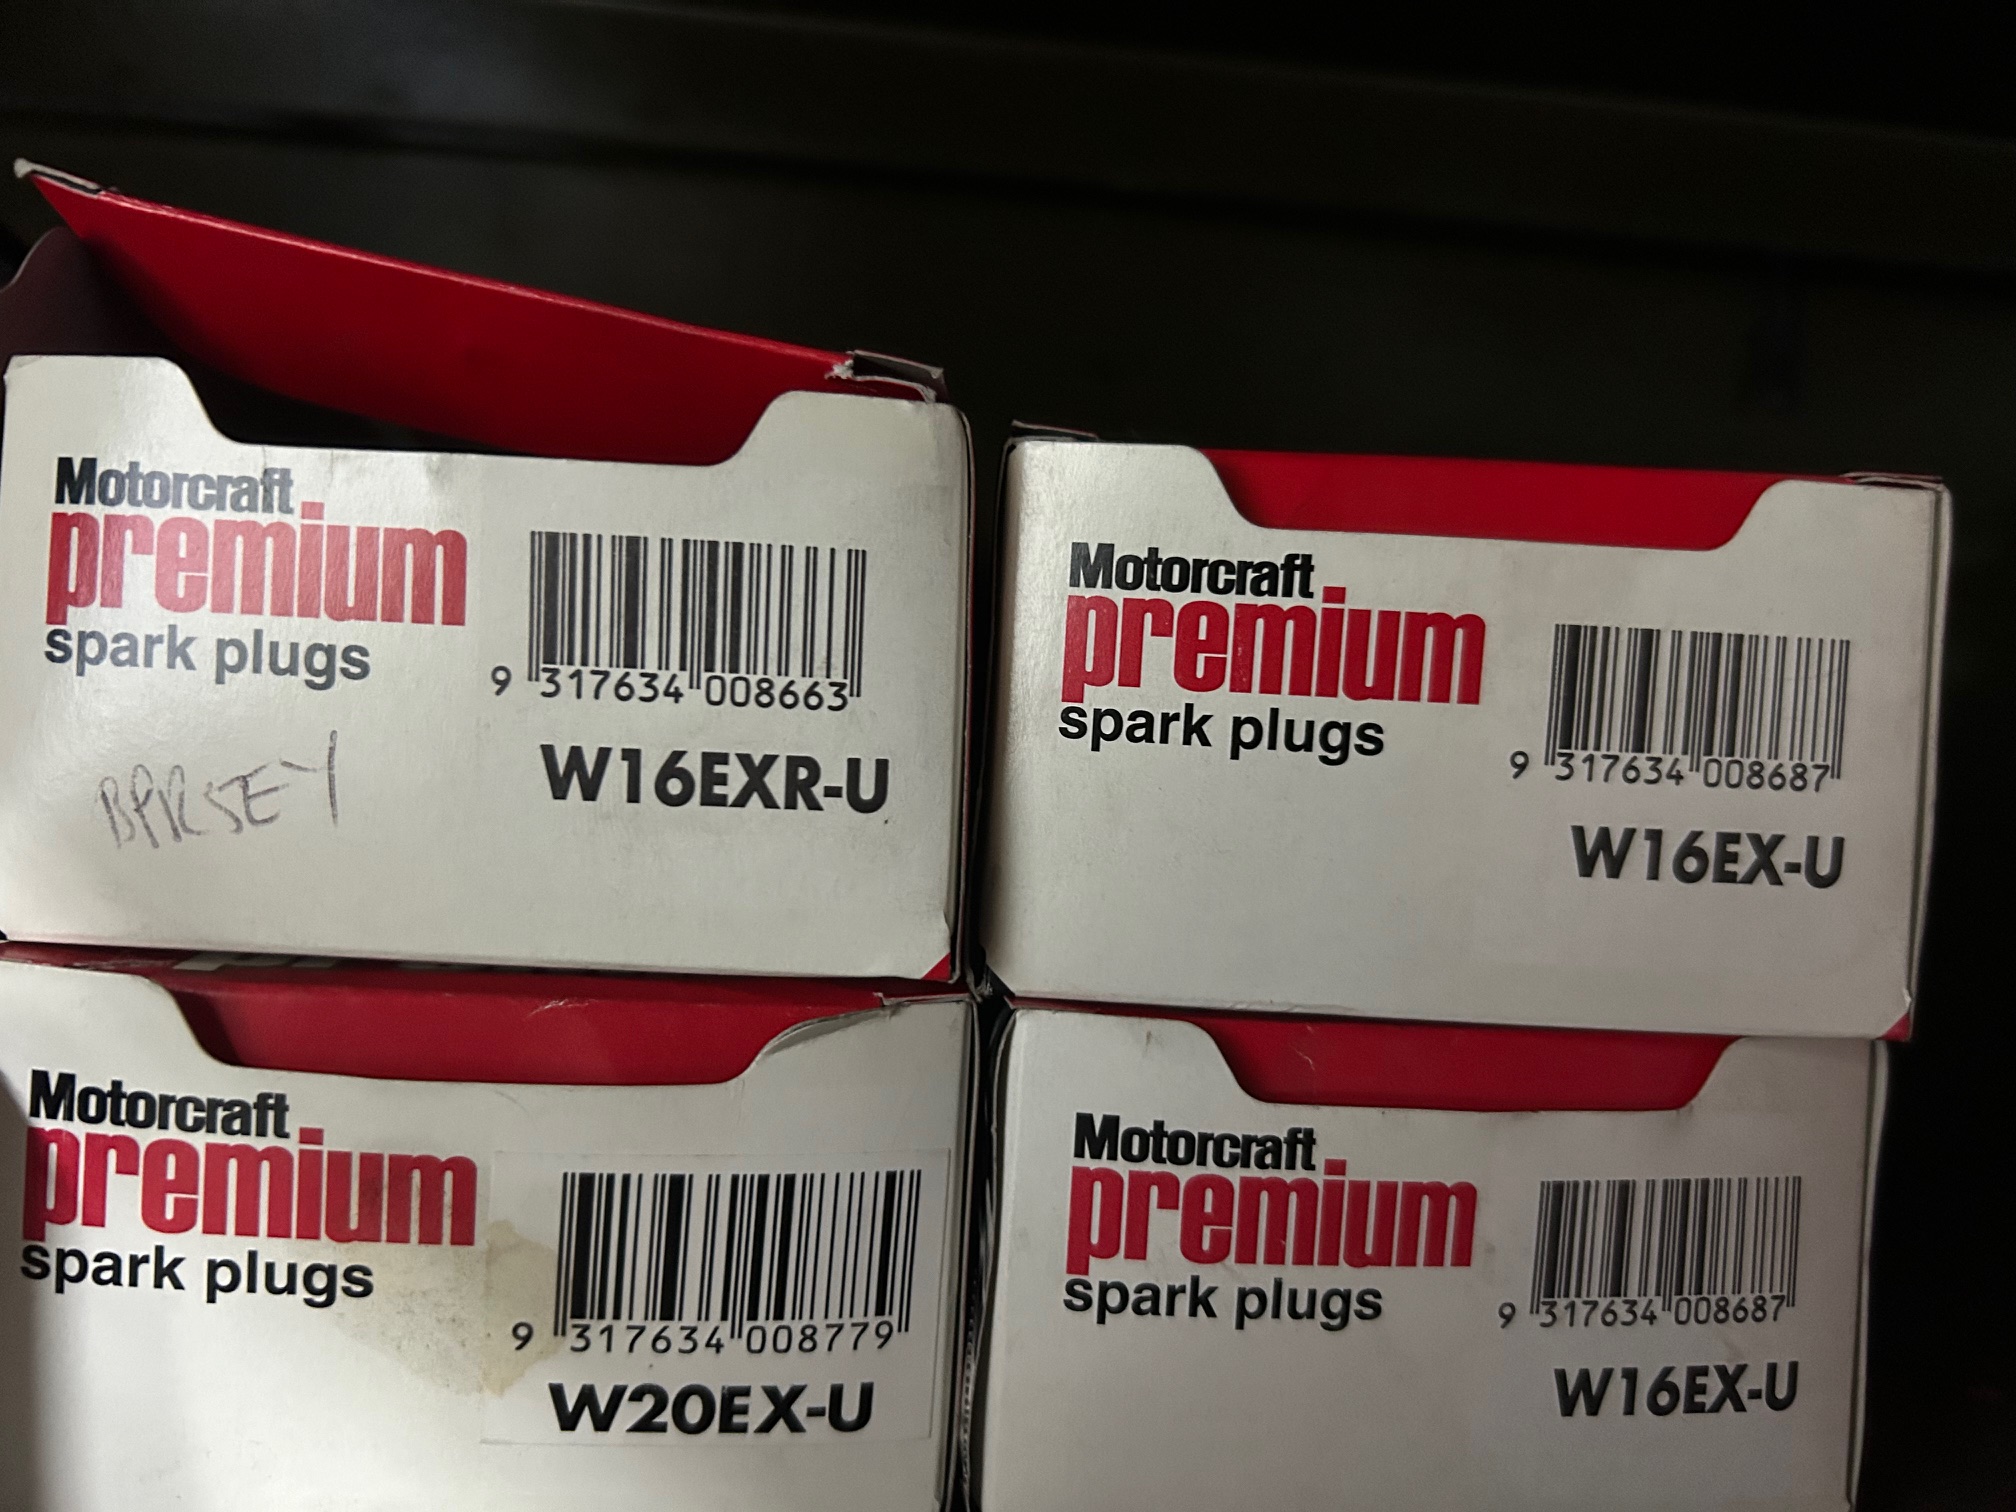 Motorcraft
premium
spark plugs
9 317634 008663
W16EXR-U
Motorcraft
premium
spark plugs
9 317634 008687
W16EX-U
Motorcraft
premium
spark plugs
9 317634 008779
W20EX-U
Motorcraft
premium
spark plugs
9 317634 008687
W16EX-U